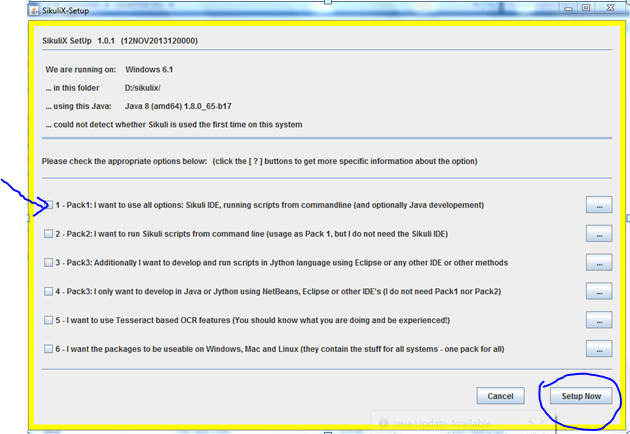 SikuliX-Setup
SikuliX SetUp 1.0.1 (12NOV2013120000)
We are running on: Windows 6.1
... in this folder D:/sikulix/
... using this Java: Java 8 (amd64) 1.8.0_65-b17
... could not detect whether Sikuli is used the first time on this system
Please check the appropriate options below: (click the [ ? ] buttons to get more specific information about the option)
1 - Pack1: I want to use all options: Sikuli IDE, running scripts from commandline (and optionally Java developement)
...
2 - Pack2: I want to run Sikuli scripts from command line (usage as Pack 1, but I do not need the Sikuli IDE)
...
3 - Pack3: Additionally I want to develop and run scripts in Jython language using Eclipse or any other IDE or other methods
...
4 - Pack3: I only want to develop in Java or Jython using NetBeans, Eclipse or other IDE's (I do not need Pack1 nor Pack2)
...
5 - I want to use Tesseract based OCR features (You should know what you are doing and be experienced!)
...
6 - I want the packages to be useable on Windows, Mac and Linux (they contain the stuff for all systems - one pack for all)
...
Cancel
Setup Now
Java Update Available